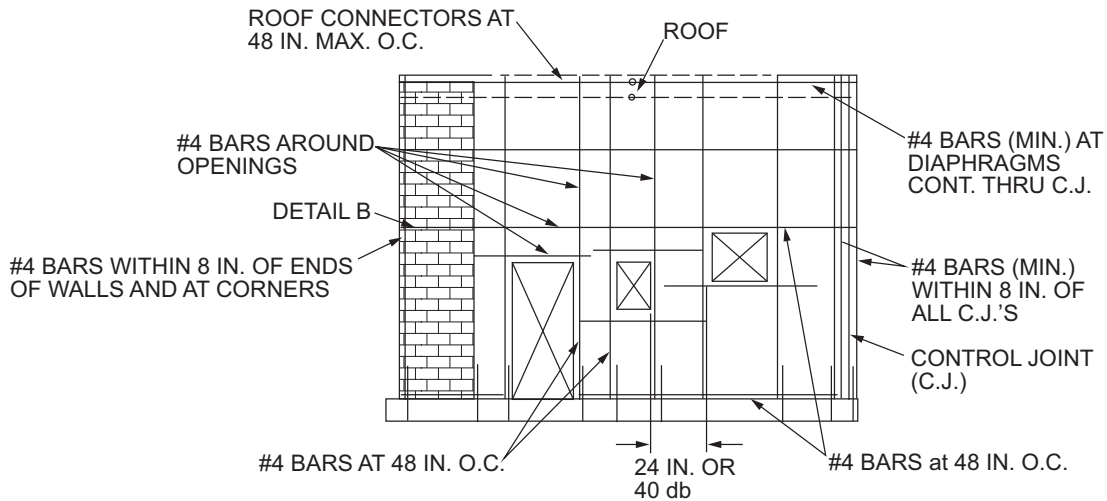 ROOF CONNECTORS AT
48 IN. MAX. O.C.
ROOF
#4 BARS AROUND
OPENINGS
#4 BARS (MIN.) AT
DIAPHRAGMS
CONT. THRU C.J.
DETAIL B
#4 BARS WITHIN 8 IN. OF ENDS
OF WALLS AND AT CORNERS
#4 BARS (MIN.)
WITHIN 8 IN. OF
ALL C.J.'S
CONTROL JOINT
(C.J.)
#4 BARS AT 48 IN. O.C.
24 IN. OR
40 db
#4 BARS at 48 IN. O.C.